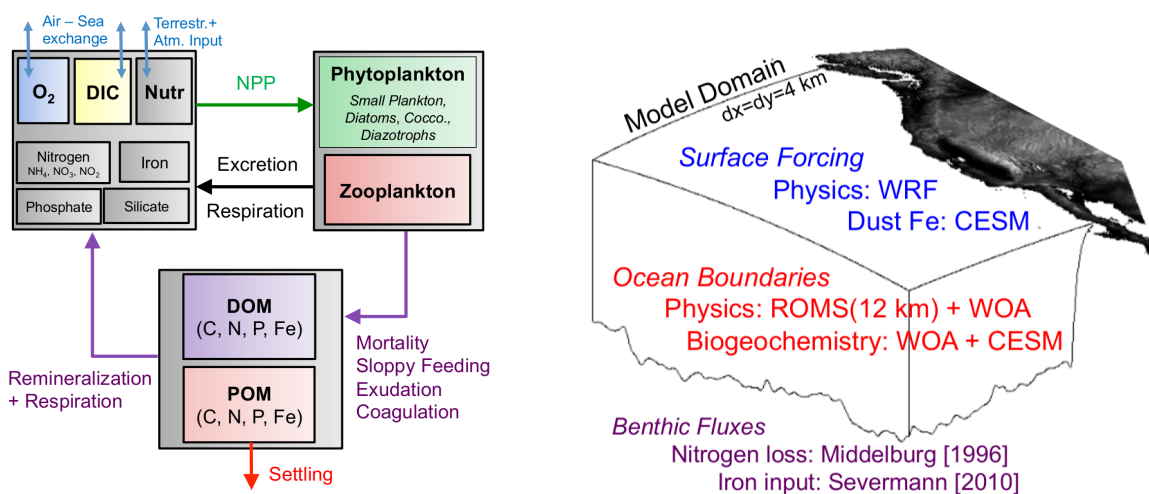 Air – Sea
exchange
Terrestr.+
Atm. Input
O2
DIC
Nutr
Nitrogen
NH4, NO3, NO2
Iron
Phosphate
Silicate
NPP
Excretion
Respiration
Phytoplankton
Small Plankton,
Diatoms, Cocco.,
Diazotrophs
Zooplankton
DOM
(C, N, P, Fe)
POM
(C, N, P, Fe)
Remineralization
+ Respiration
Mortality
Sloppy Feeding
Exudation
Coagulation
Settling
Model Domain
dx=dy=4 km
Surface Forcing
Physics: WRF
Dust Fe: CESM
Ocean Boundaries
Physics: ROMS(12 km) + WOA
Biogeochemistry: WOA + CESM
Benthic Fluxes
Nitrogen loss: Middelburg [1996]
Iron input: Severmann [2010]